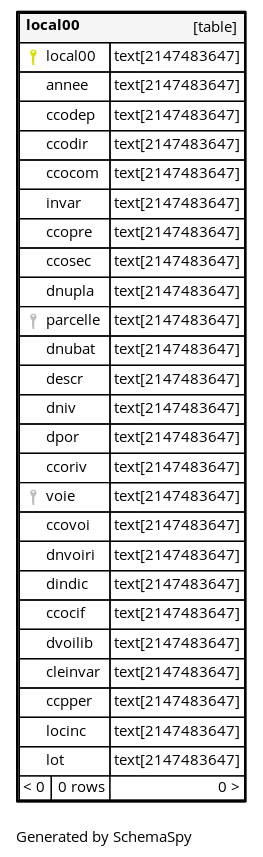 local00 [table]
local00 text[2147483647]
annee text[2147483647]
ccodep text[2147483647]
ccodir text[2147483647]
ccocom text[2147483647]
invar text[2147483647]
ccopre text[2147483647]
ccosec text[2147483647]
dnupla text[2147483647]
parcelle text[2147483647]
dnubat text[2147483647]
descr text[2147483647]
dniv text[2147483647]
dpor text[2147483647]
ccoriv text[2147483647]
voie text[2147483647]
ccovoi text[2147483647]
dnvoiri text[2147483647]
dindic text[2147483647]
ccocif text[2147483647]
dvoilib text[2147483647]
cleinvar text[2147483647]
ccpper text[2147483647]
locinc text[2147483647]
lot text[2147483647]
< 0 0 rows 0 >
Generated by SchemaSpy